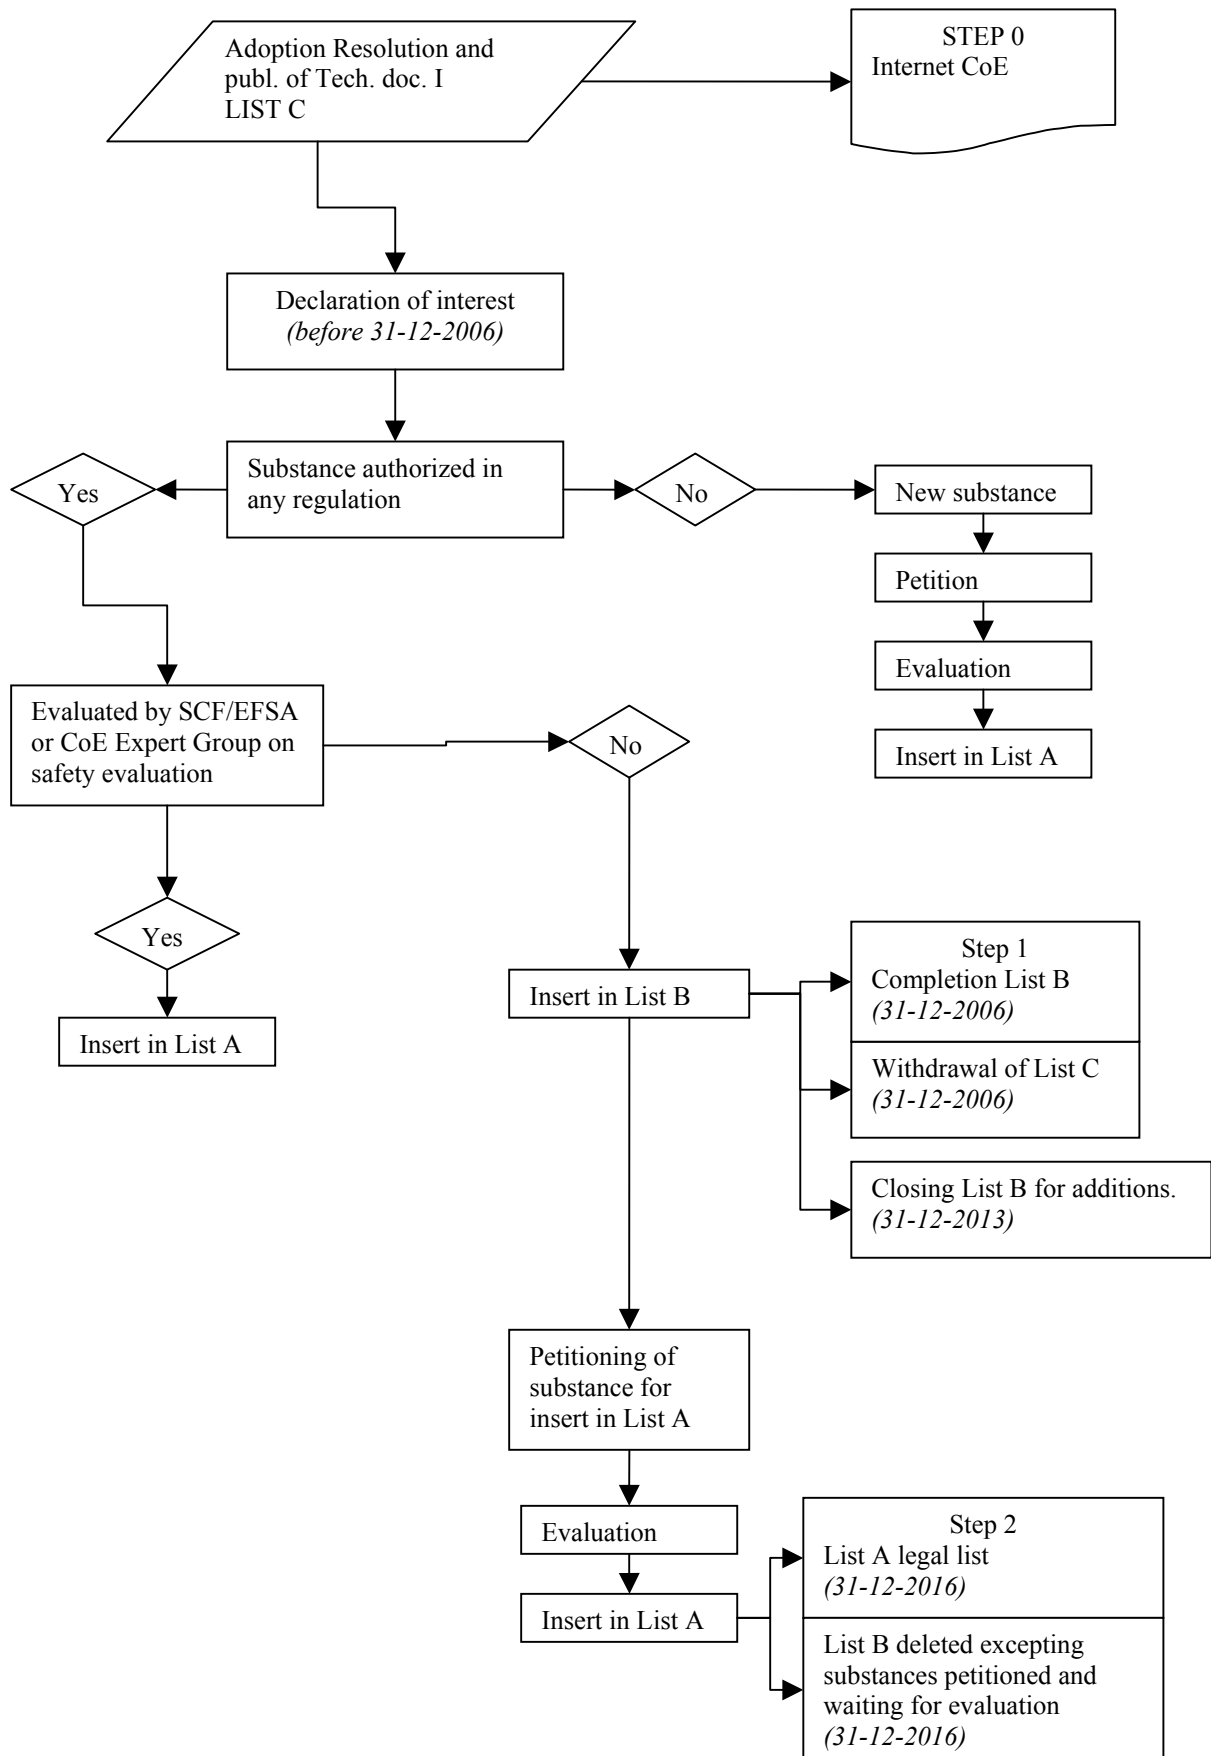 Adoption Resolution and
publ. of Tech. doc. I
LIST C
STEP 0
Internet CoE
Declaration of interest
(before 31-12-2006)
Yes
Substance authorized in
any regulation
No
New substance
Petition
Evaluation
Insert in List A
Evaluated by SCF/EFSA
or CoE Expert Group on
safety evaluation
No
Yes
Insert in List A
Insert in List B
Step 1
Completion List B
(31-12-2006)
Withdrawal of List C
(31-12-2006)
Closing List B for additions.
(31-12-2013)
Petitioning of
substance for
insert in List A
Evaluation
Insert in List A
Step 2
List A legal list
(31-12-2016)
List B deleted excepting
substances petitioned and
waiting for evaluation
(31-12-2016)